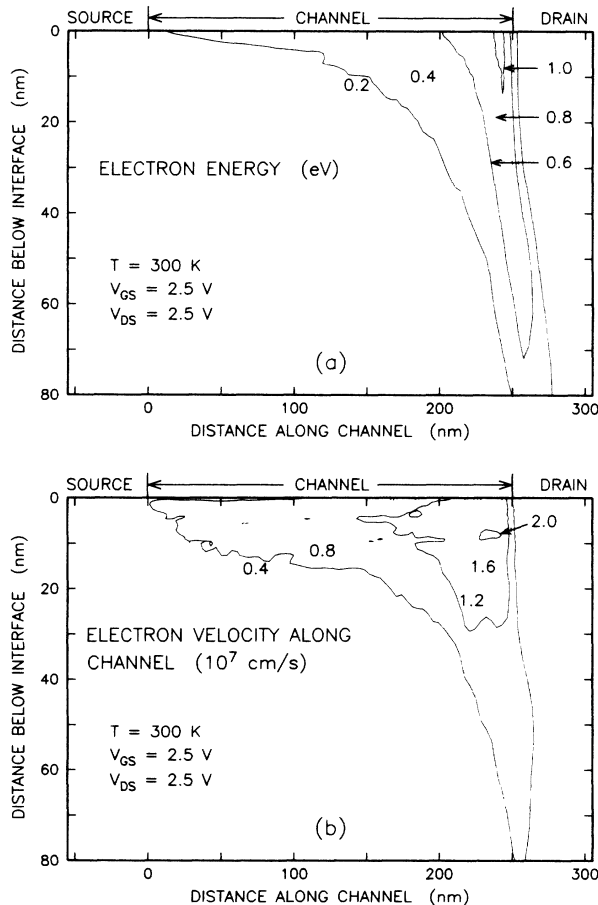 SOURCE CHANNEL DRAIN
0
20
40
60
80
DISTANCE BELOW INTERFACE (nm)
0.2
0.4
1.0
0.8
0.6
ELECTRON ENERGY (eV)
T = 300 K
V_GS = 2.5 V
V_DS = 2.5 V
(a)
0 100 200 300
DISTANCE ALONG CHANNEL (nm)
SOURCE CHANNEL DRAIN
0
20
40
60
80
DISTANCE BELOW INTERFACE (nm)
2.0
0.8
0.4
1.6
1.2
ELECTRON VELOCITY ALONG
CHANNEL (10⁷ cm/s)
T = 300 K
V_GS = 2.5 V
V_DS = 2.5 V
(b)
0 100 200 300
DISTANCE ALONG CHANNEL (nm)